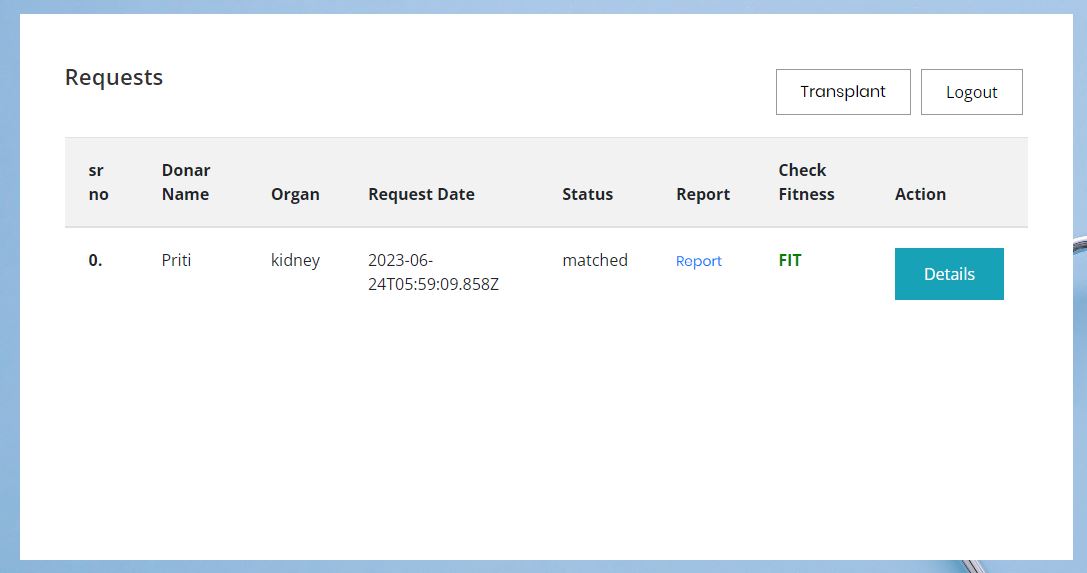 Requests
Transplant
Logout
sr no
Donar Name
Organ
Request Date
Status
Report
Check Fitness
Action
0.
Priti
kidney
2023-06-
24T05:59:09.858Z
matched
Report
FIT
Details